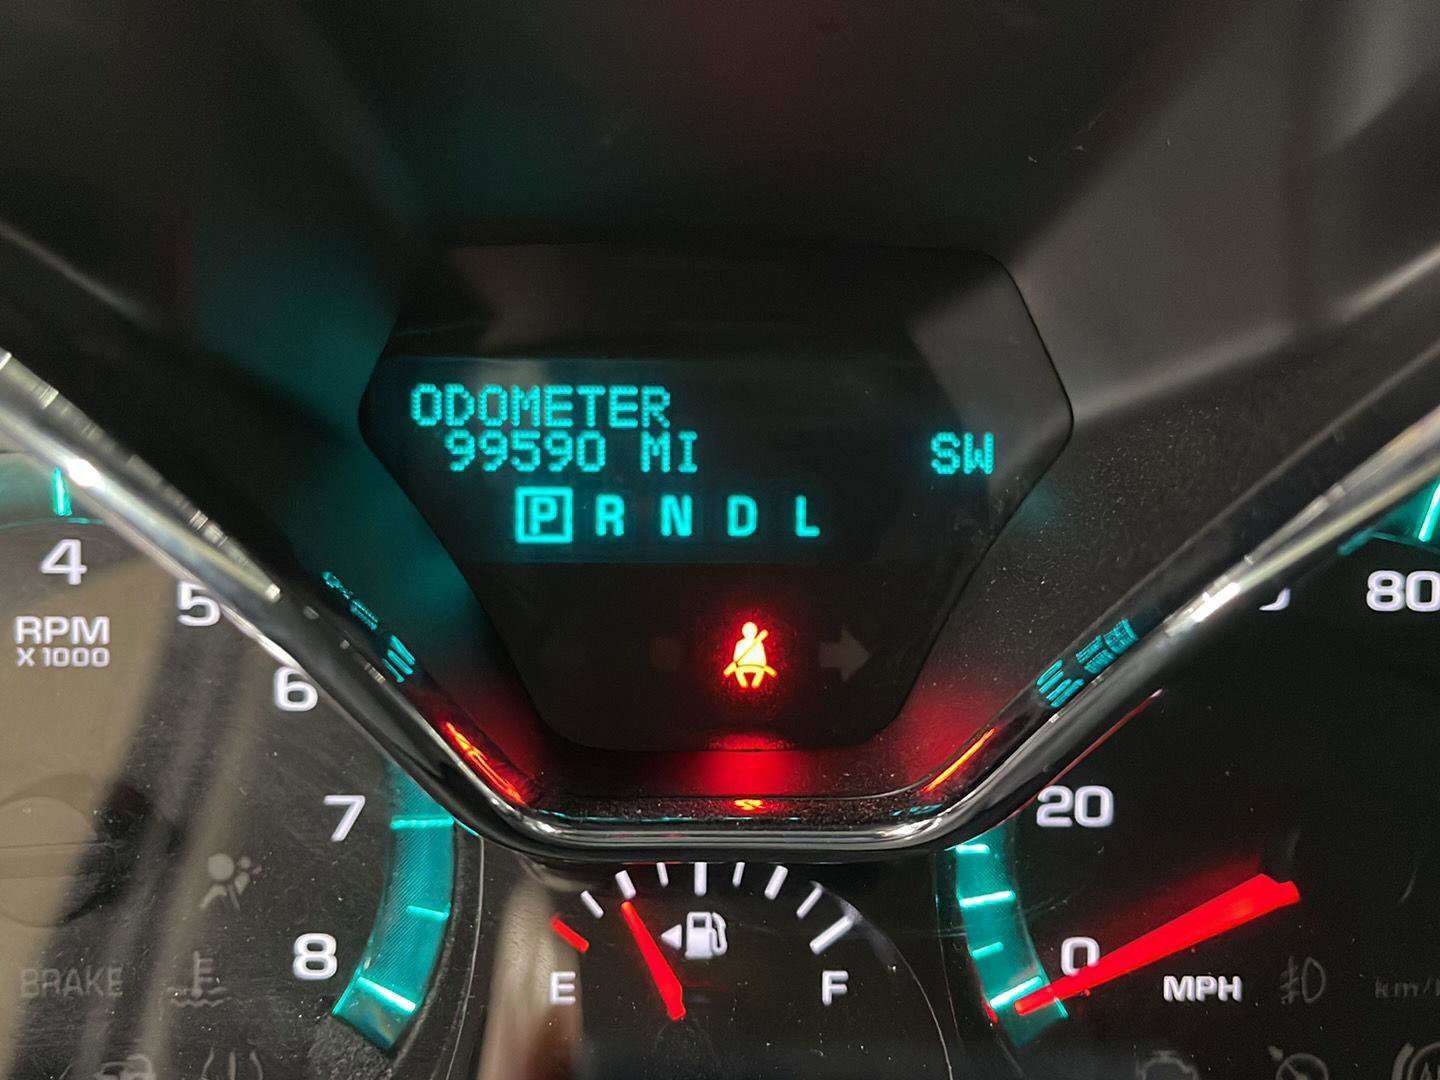 ODOMETER
99590 MI SW
P R N D L
4
5
80
RPM
X 1000
6
7
20
8
0
E
F
MPH
BRAKE